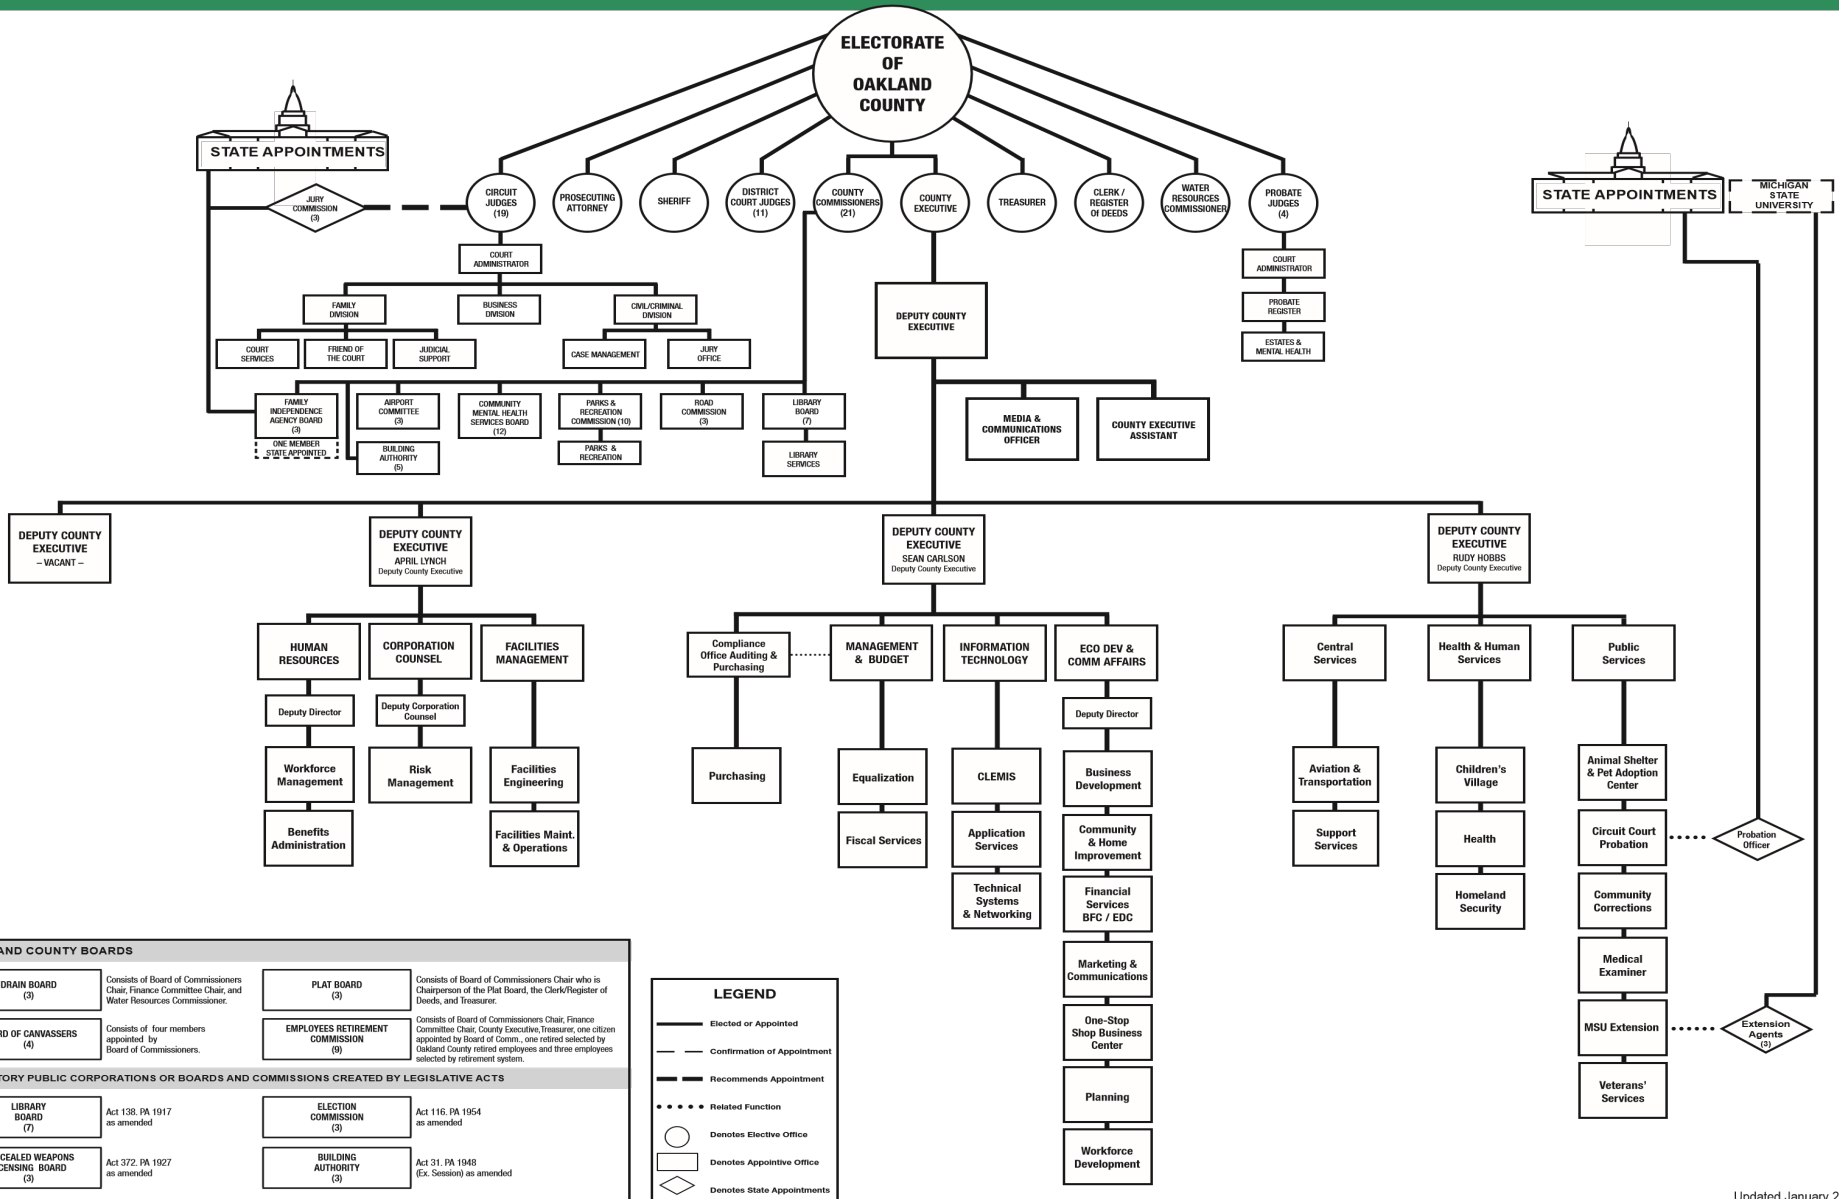 ELECTORATE
OF
OAKLAND
COUNTY
STATE APPOINTMENTS
JURY
COMMISSION
(3)
CIRCUIT
JUDGES
(19)
PROSECUTING
ATTORNEY
SHERIFF
DISTRICT
COURT JUDGES
(11)
COUNTY
COMMISSIONERS
(21)
COUNTY
EXECUTIVE
TREASURER
CLERK /
REGISTER
Of DEEDS
WATER
RESOURCES
COMMISSIONER
PROBATE
JUDGES
(4)
STATE APPOINTMENTS
MICHIGAN
STATE
UNIVERSITY
COURT
ADMINISTRATOR
FAMILY
DIVISION
BUSINESS
DIVISION
CIVIL/CRIMINAL
DIVISION
COURT
SERVICES
FRIEND OF
THE COURT
JUDICIAL
SUPPORT
CASE MANAGEMENT
JURY
OFFICE
COURT
ADMINISTRATOR
PROBATE
REGISTER
ESTATES &
MENTAL HEALTH
DEPUTY COUNTY
EXECUTIVE
FAMILY
INDEPENDENCE
AGENCY BOARD
(3)
ONE MEMBER
STATE APPOINTED
AIRPORT
COMMITTEE
(3)
BUILDING
AUTHORITY
(5)
COMMUNITY
MENTAL HEALTH
SERVICES BOARD
(12)
PARKS &
RECREATION
COMMISSION (10)
PARKS &
RECREATION
ROAD
COMMISSION
(3)
LIBRARY
BOARD
(7)
LIBRARY
SERVICES
MEDIA &
COMMUNICATIONS
OFFICER
COUNTY EXECUTIVE
ASSISTANT
DEPUTY COUNTY
EXECUTIVE
– VACANT –
DEPUTY COUNTY
EXECUTIVE
APRIL LYNCH
Deputy County Executive
DEPUTY COUNTY
EXECUTIVE
SEAN CARLSON
Deputy County Executive
DEPUTY COUNTY
EXECUTIVE
RUDY HOBBS
Deputy County Executive
HUMAN
RESOURCES
Deputy Director
Workforce
Management
Benefits
Administration
CORPORATION
COUNSEL
Deputy Corporation
Counsel
Risk
Management
FACILITIES
MANAGEMENT
Facilities
Engineering
Facilities Maint.
& Operations
Compliance
Office Auditing &
Purchasing
Purchasing
MANAGEMENT
& BUDGET
Equalization
Fiscal Services
INFORMATION
TECHNOLOGY
CLEMIS
Application
Services
Technical
Systems
& Networking
ECO DEV &
COMM AFFAIRS
Deputy Director
Business
Development
Community
& Home
Improvement
Financial
Services
BFC / EDC
Marketing &
Communications
One-Stop
Shop Business
Center
Planning
Workforce
Development
Central
Services
Aviation &
Transportation
Support
Services
Health & Human
Services
Children's
Village
Health
Homeland
Security
Public
Services
Animal Shelter
& Pet Adoption
Center
Circuit Court
Probation
Community
Corrections
Medical
Examiner
MSU Extension
Veterans'
Services
Probation
Officer
Extension
Agents
(3)
AND COUNTY BOARDS
DRAIN BOARD
(3)
Consists of Board of Commissioners
Chair, Finance Committee Chair, and
Water Resources Commissioner.
PLAT BOARD
(3)
Consists of Board of Commissioners Chair who is
Chairperson of the Plat Board, the Clerk/Register of
Deeds, and Treasurer.
RD OF CANVASSERS
(4)
Consists of four members
appointed by
Board of Commissioners.
EMPLOYEES RETIREMENT
COMMISSION
(9)
Consists of Board of Commissioners Chair, Finance
Committee Chair, County Executive,Treasurer, one citizen
appointed by Board of Comm., one retired selected by
Oakland County retired employees and three employees
selected by retirement system.
TORY PUBLIC CORPORATIONS OR BOARDS AND COMMISSIONS CREATED BY LEGISLATIVE ACTS
LIBRARY
BOARD
(7)
Act 138. PA 1917
as amended
ELECTION
COMMISSION
(3)
Act 116. PA 1954
as amended
CEALED WEAPONS
CENSING BOARD
(3)
Act 372. PA 1927
as amended
BUILDING
AUTHORITY
(3)
Act 31. PA 1948
(Ex. Session) as amended
LEGEND
Elected or Appointed
Confirmation of Appointment
Recommends Appointment
Related Function
Denotes Elective Office
Denotes Appointive Office
Denotes State Appointments
Updated January 2